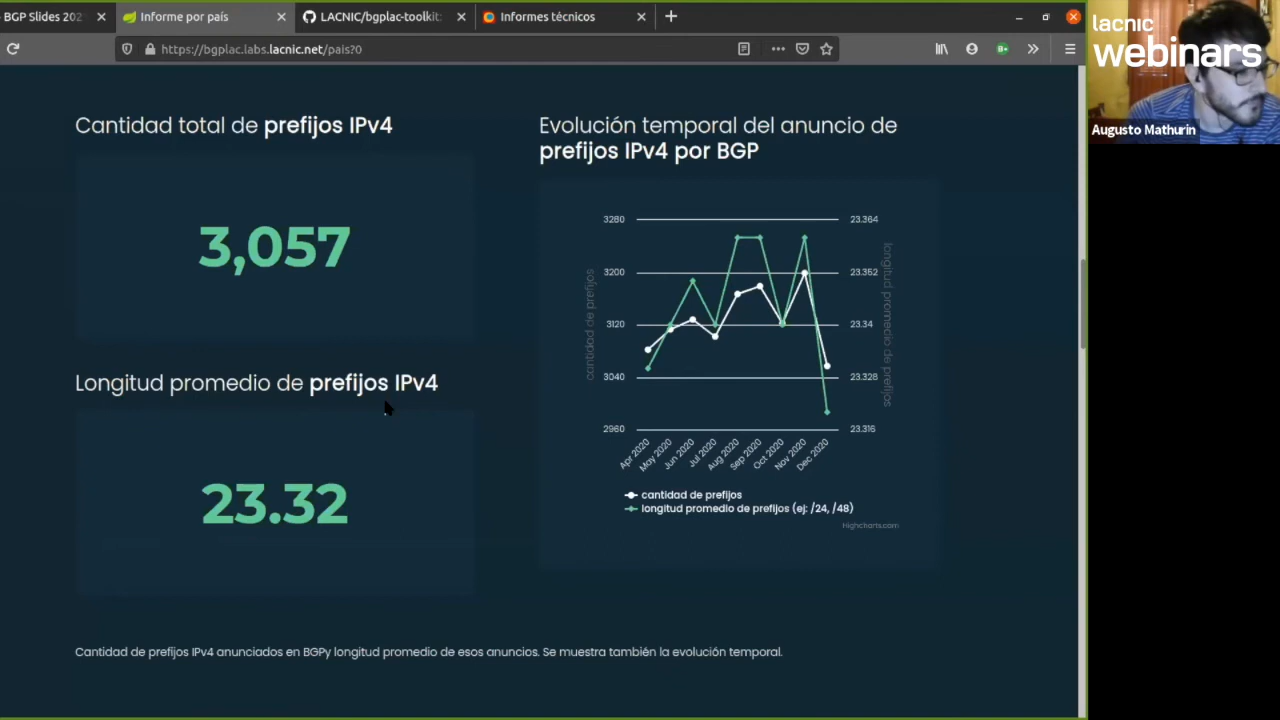 BGP Slides 202
Informe por país
LACNIC/bgplac-toolkit:
Informes técnicos
https://bgplac.labs.lacnic.net/pais?0
lacnic
webinars
Augusto Mathurin
Cantidad total de prefijos IPv4
3,057
Longitud promedio de prefijos IPv4
23.32
Evolución temporal del anuncio de
prefijos IPv4 por BGP
3280
3200
3120
3040
2960
cantidad de prefijos
23.364
23.352
23.34
23.328
23.316
longitud promedio de prefijos
Apr 2020
May 2020
Jun 2020
Jul 2020
Aug 2020
Sep 2020
Oct 2020
Nov 2020
Dec 2020
cantidad de prefijos
longitud promedio de prefijos (ej: /24, /48)
Highcharts.com
Cantidad de prefijos IPv4 anunciados en BGPy longitud promedio de esos anuncios. Se muestra también la evolución temporal.